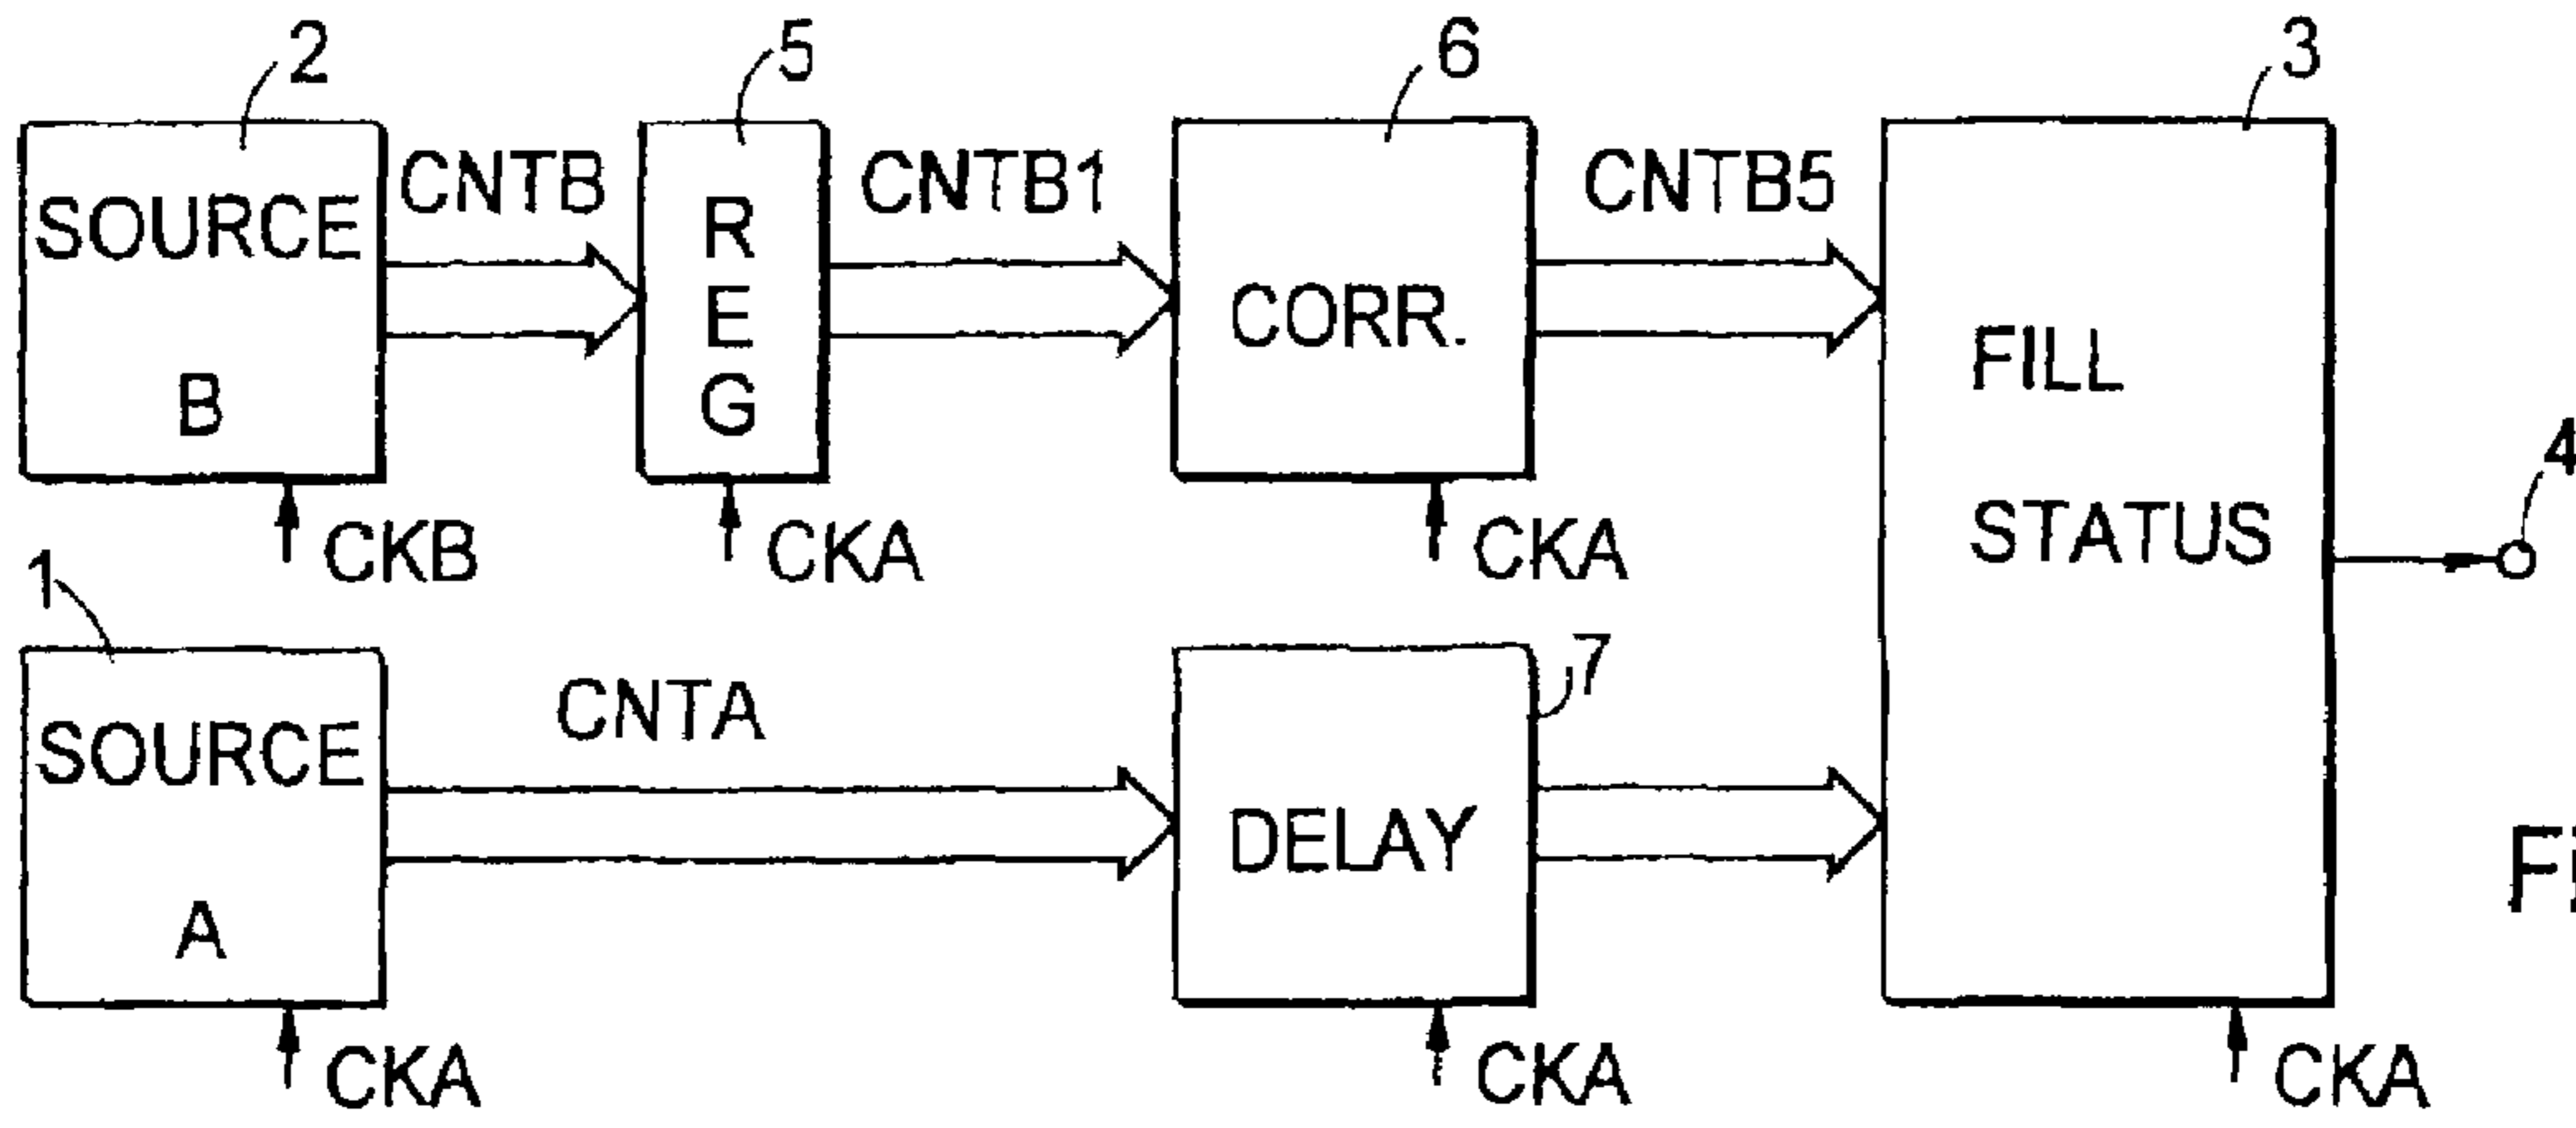 2
5
6
3
SOURCE
B
CNTB
R
E
G
CNTB1
CORR.
CNTB5
FILL
STATUS
4
CKB
CKA
CKA
1
SOURCE
A
CNTA
DELAY
7
CKA
CKA
CKA